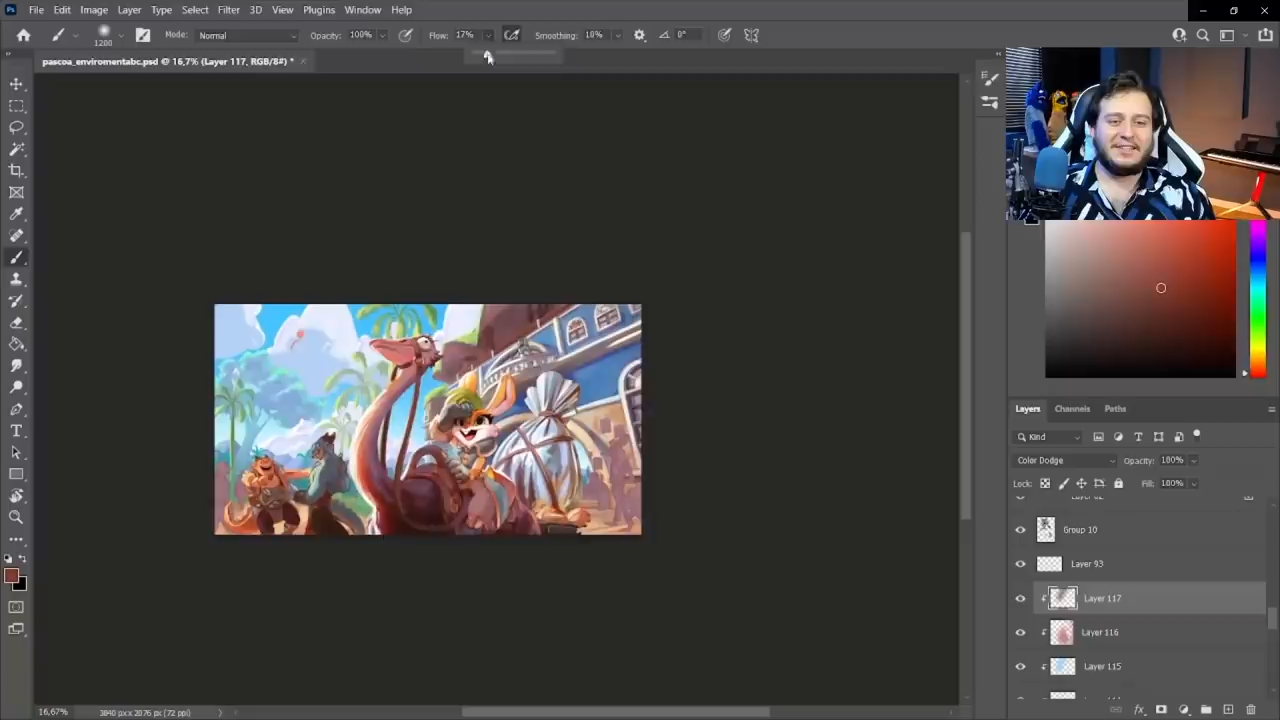 Ps File Edit Image Layer Type Select Filter 3D View Plugins Window Help
1200 Mode: Normal Opacity: 100% Flow: 17% Smoothing: 10% 0°
pascoa_enviromentabc.psd @ 16,7% (Layer 117, RGB/8#) *
Layers Channels Paths
Kind
Color Dodge Opacity: 100%
Lock: Fill: 100%
Group 10
Layer 93
Layer 117
Layer 116
Layer 115
16,67% 3840 px x 2076 px (72 ppi)